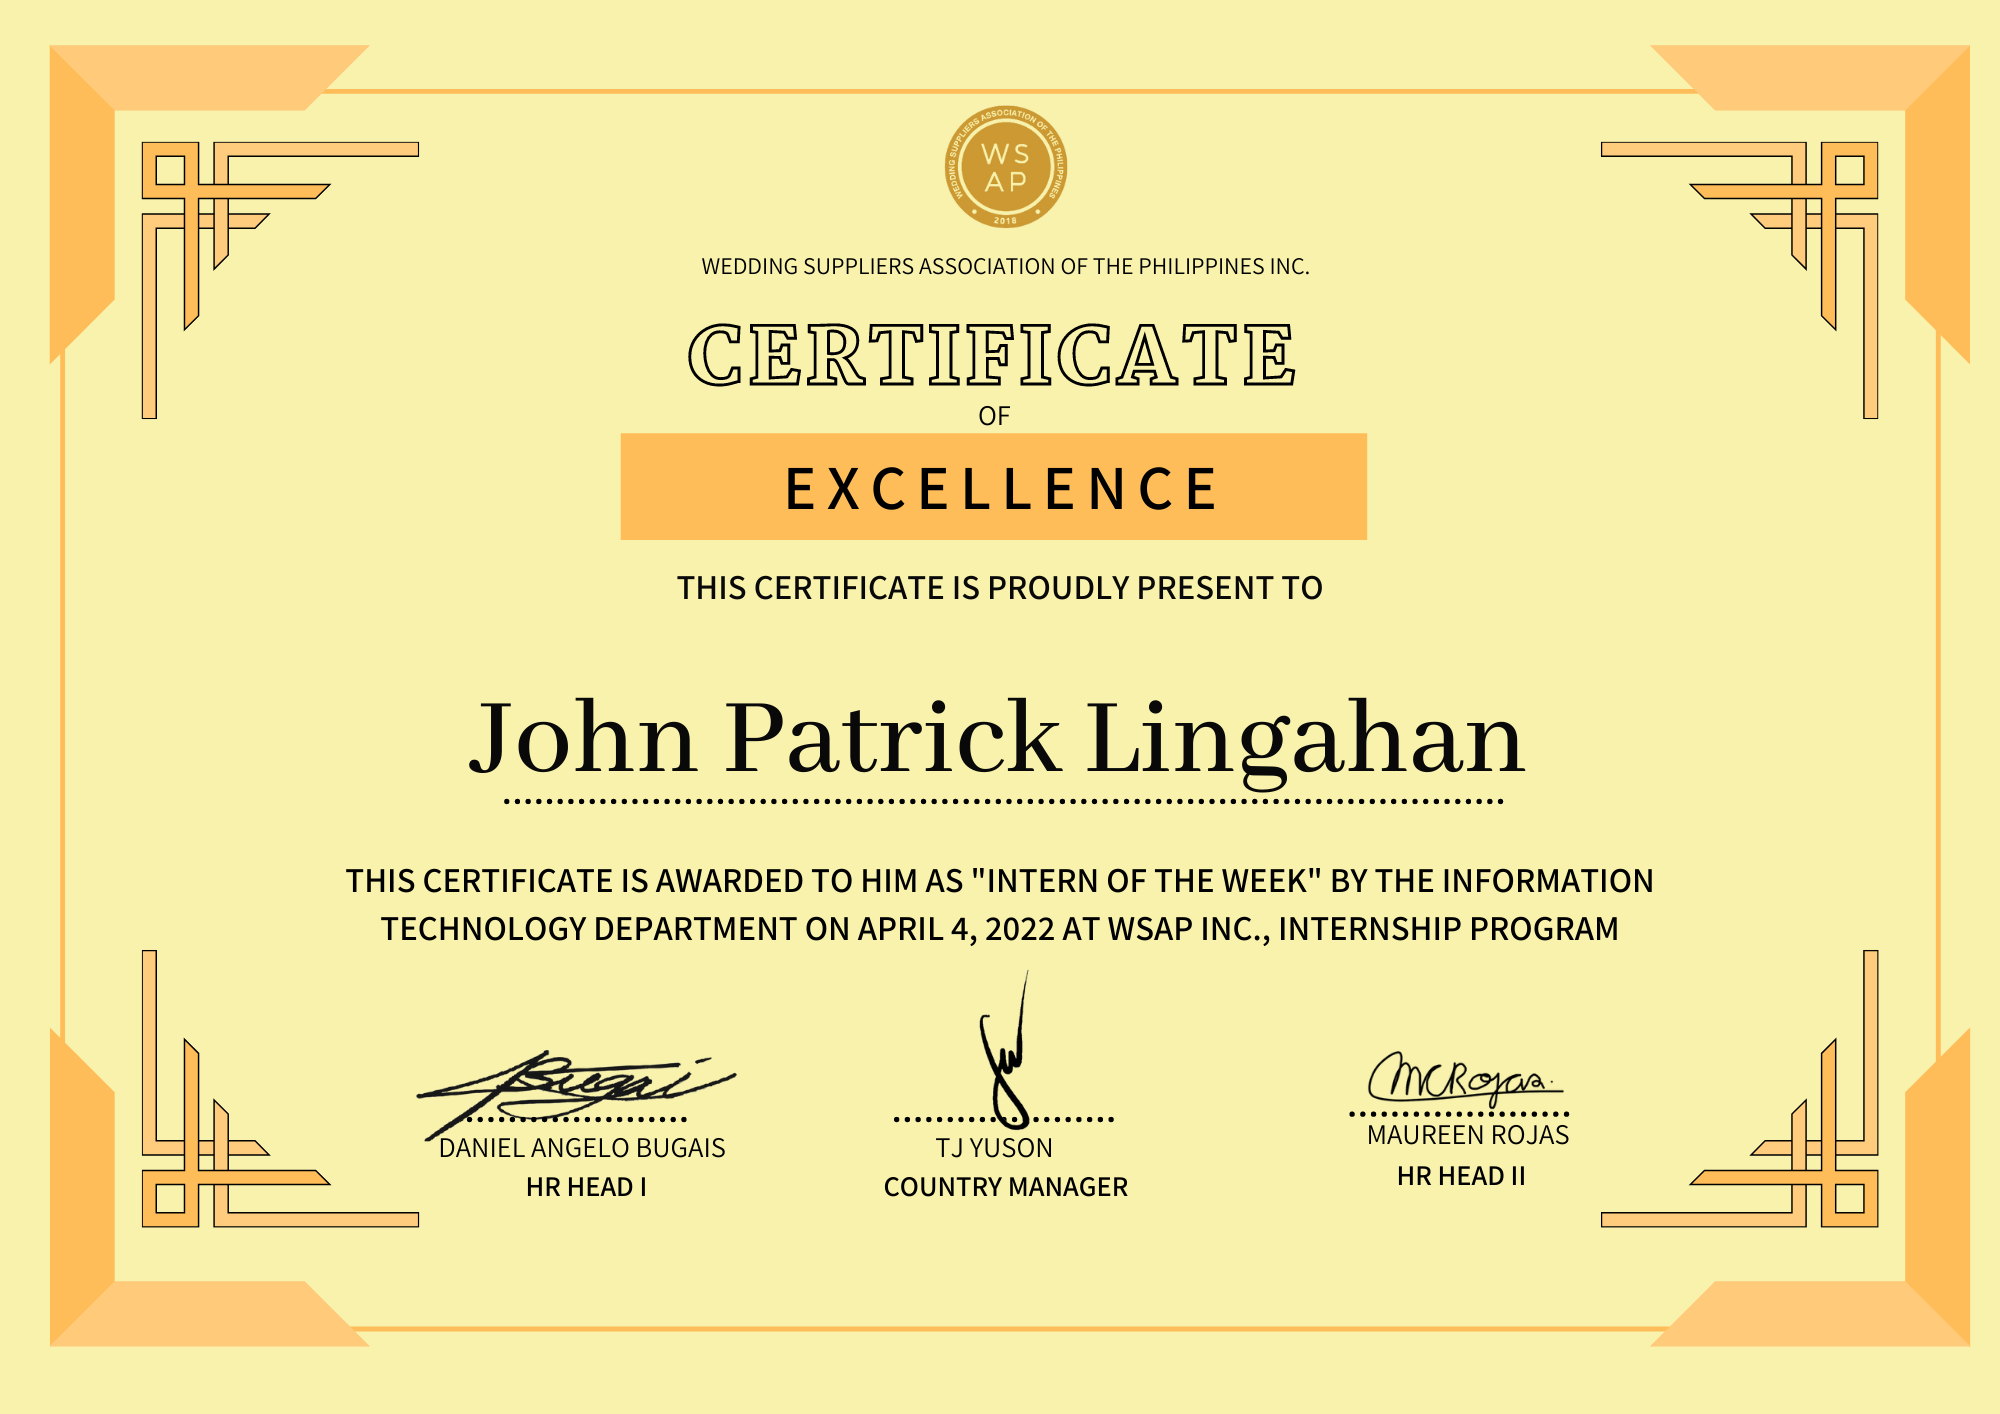 WEDDING SUPPLIERS ASSOCIATION OF THE PHILIPPINES
WS
AP
2018
WEDDING SUPPLIERS ASSOCIATION OF THE PHILIPPINES INC.
CERTIFICATE
OF
EXCELLENCE
THIS CERTIFICATE IS PROUDLY PRESENT TO
John Patrick Lingahan
THIS CERTIFICATE IS AWARDED TO HIM AS "INTERN OF THE WEEK" BY THE INFORMATION
TECHNOLOGY DEPARTMENT ON APRIL 4, 2022 AT WSAP INC., INTERNSHIP PROGRAM
MCRojas.
DANIEL ANGELO BUGAIS
HR HEAD I
TJ YUSON
COUNTRY MANAGER
MAUREEN ROJAS
HR HEAD II